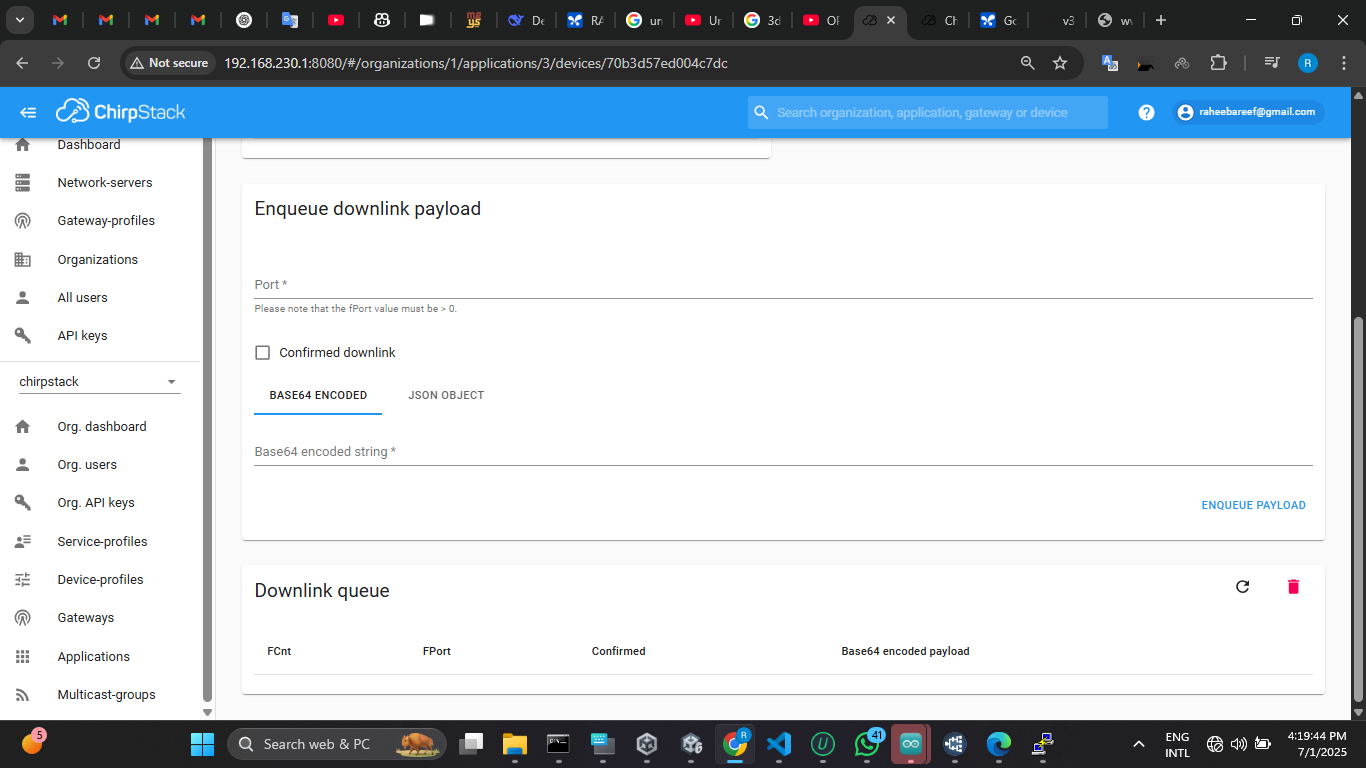 De
RA
un
Ur
3d
Of
Ch
Gc
v3
wv
Not secure
192.168.230.1:8080/#/organizations/1/applications/3/devices/70b3d57ed004c7dc
R
ChirpStack
Search organization, application, gateway or device
raheebareef@gmail.com
Dashboard
Network-servers
Gateway-profiles
Organizations
All users
API keys
chirpstack
Org. dashboard
Org. users
Org. API keys
Service-profiles
Device-profiles
Gateways
Applications
Multicast-groups
Enqueue downlink payload
Port *
Please note that the fPort value must be > 0.
Confirmed downlink
BASE64 ENCODED
JSON OBJECT
Base64 encoded string *
ENQUEUE PAYLOAD
Downlink queue
FCnt
FPort
Confirmed
Base64 encoded payload
5
Search web & PC
R
41
ENG
INTL
4:19:44 PM
7/1/2025